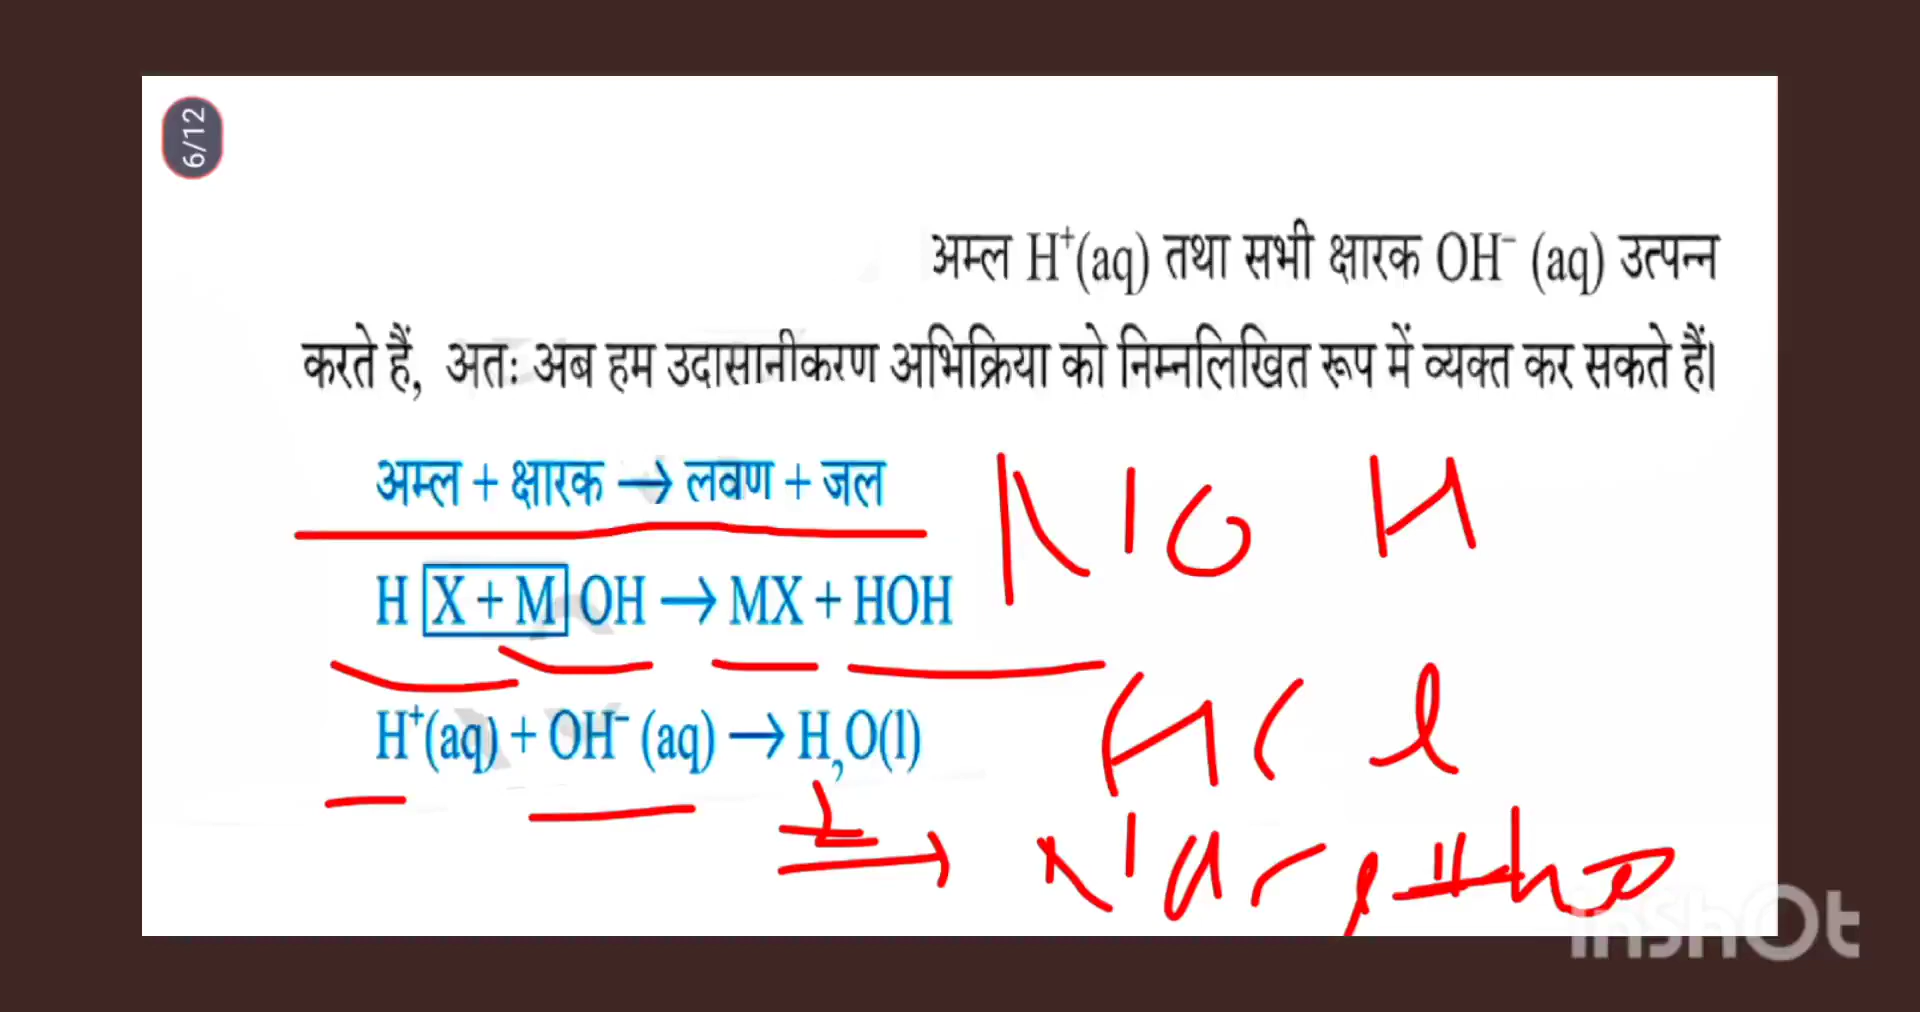 6/12
अम्ल H⁺(aq) तथा सभी क्षारक OH⁻ (aq) उत्पन्न
करते हैं, अतः अब हम उदासानीकरण अभिक्रिया को निम्नलिखित रूप में व्यक्त कर सकते हैं।
अम्ल + क्षारक → लवण + जल
H X + M OH → MX + HOH
H⁺(aq) + OH⁻ (aq) → H₂O(l)
HCl
InShOt